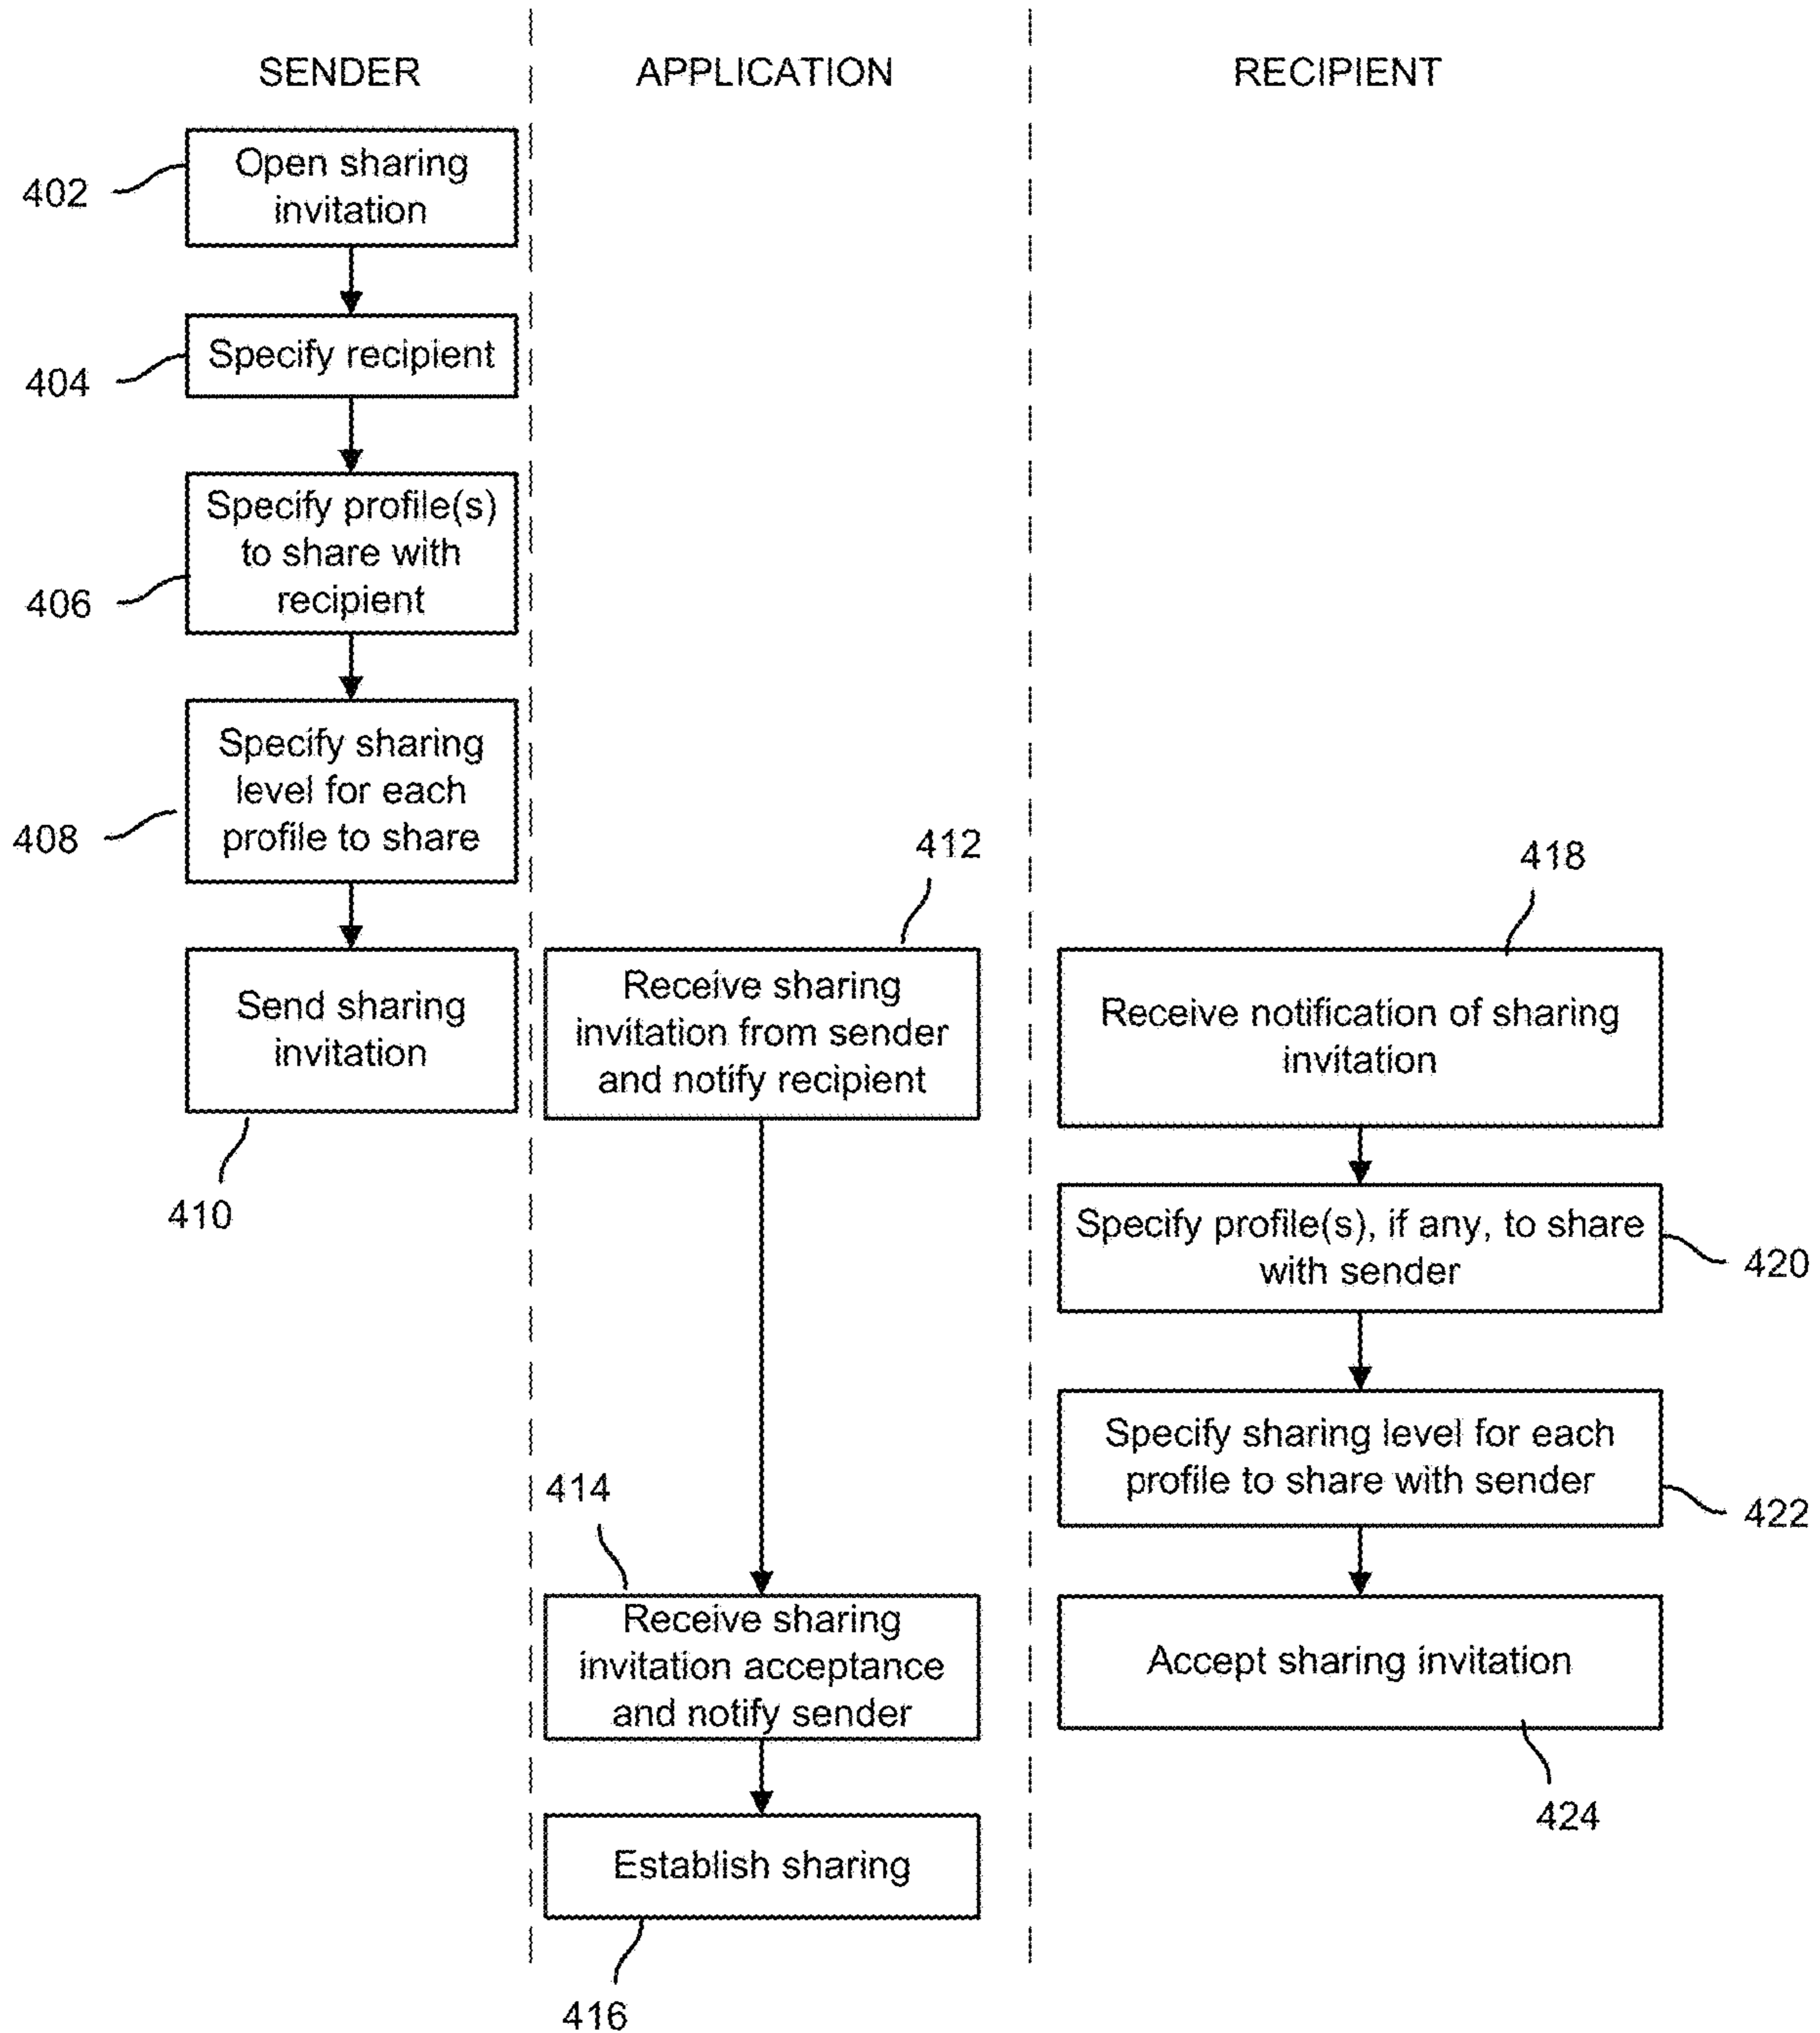 SENDER
APPLICATION
RECIPIENT
402
Open sharing
invitation
404
Specify recipient
406
Specify profile(s)
to share with
recipient
408
Specify sharing
level for each
profile to share
Send sharing
invitation
410
412
Receive sharing
invitation from sender
and notify recipient
414
Receive sharing
invitation acceptance
and notify sender
Establish sharing
416
418
Receive notification of sharing
invitation
Specify profile(s), if any, to share
with sender
420
Specify sharing level for each
profile to share with sender
422
Accept sharing invitation
424